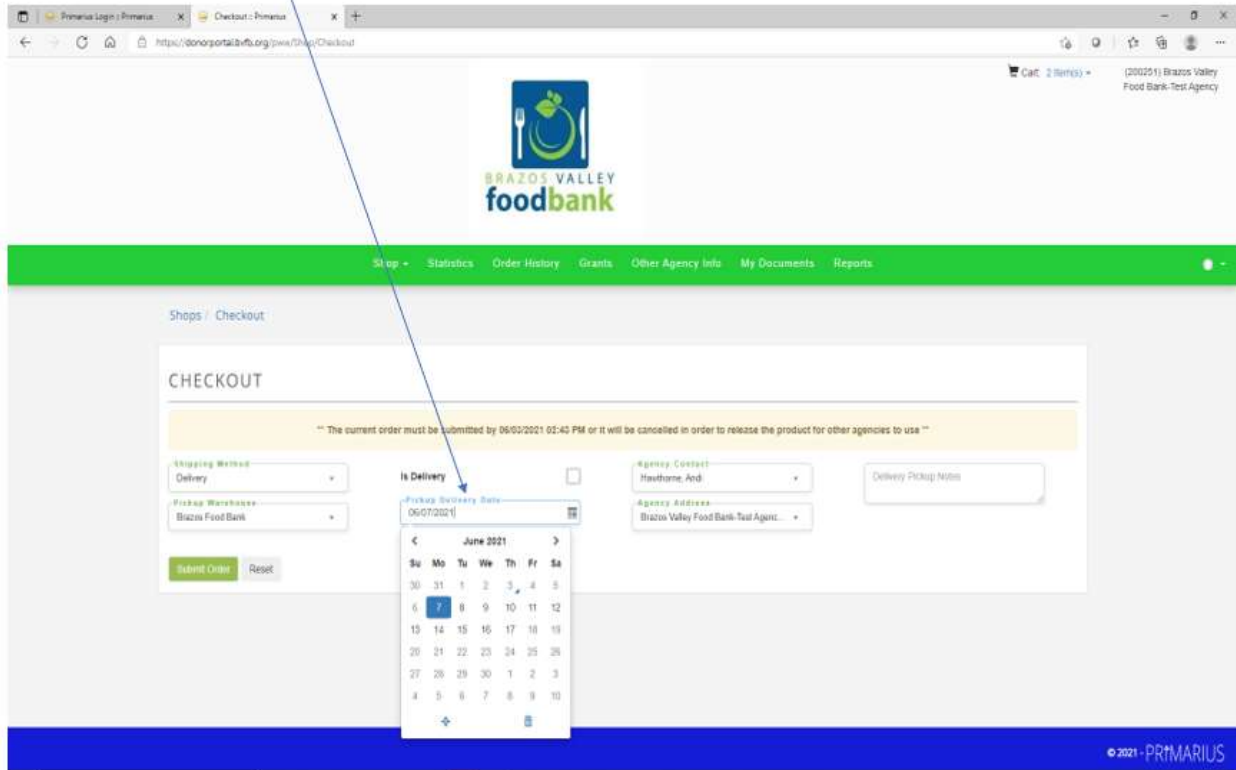 Primarius Login :: Primarius
Checkout :: Primarius
https://donorportal.bvfb.org/pww/Shop/Checkout
Cart 2 Item(s)
(200251) Brazos Valley
Food Bank-Test Agency
BRAZOS VALLEY
foodbank
Shop Statistics Order History Grants Other Agency Info My Documents Reports
Shops / Checkout
CHECKOUT
** The current order must be submitted by 06/03/2021 02:43 PM or it will be cancelled in order to release the product for other agencies to use **
Shipping Method
Delivery
Is Delivery
Agency Contact
Hawthorne, Andi
Delivery Pickup Notes
Pickup Warehouse
Brazos Food Bank
Pickup Delivery Date
06/07/2021
Agency Address
Brazos Valley Food Bank-Test Agenc...
Submit Order Reset
June 2021
Su Mo Tu We Th Fr Sa
30 31 1 2 3 4 5
6 7 8 9 10 11 12
13 14 15 16 17 18 19
20 21 22 23 24 25 26
27 28 29 30 1 2 3
4 5 6 7 8 9 10
© 2021 - PRIMARIUS